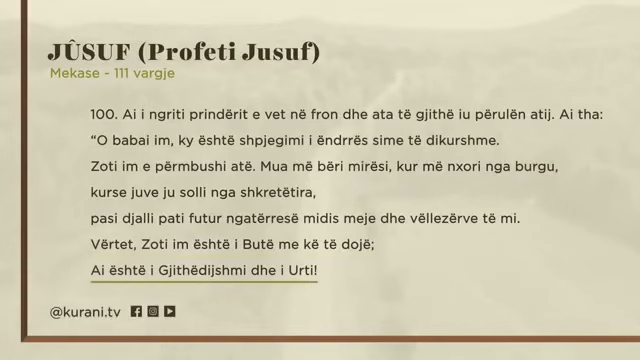 JÛSUF (Profeti Jusuf)
Mekase - 111 vargje
100. Ai i ngriti prindërit e vet në fron dhe ata të gjithë iu përulën atij. Ai tha:
“O babai im, ky është shpjegimi i ëndrrës sime të dikurshme.
Zoti im e përmbushi atë. Mua më bëri mirësi, kur më nxori nga burgu,
kurse juve ju solli nga shkretëtira,
pasi djalli pati futur ngatërresë midis meje dhe vëllezërve të mi.
Vërtet, Zoti im është i Butë me kë të dojë;
Ai është i Gjithëdijshmi dhe i Urti!
@kurani.tv